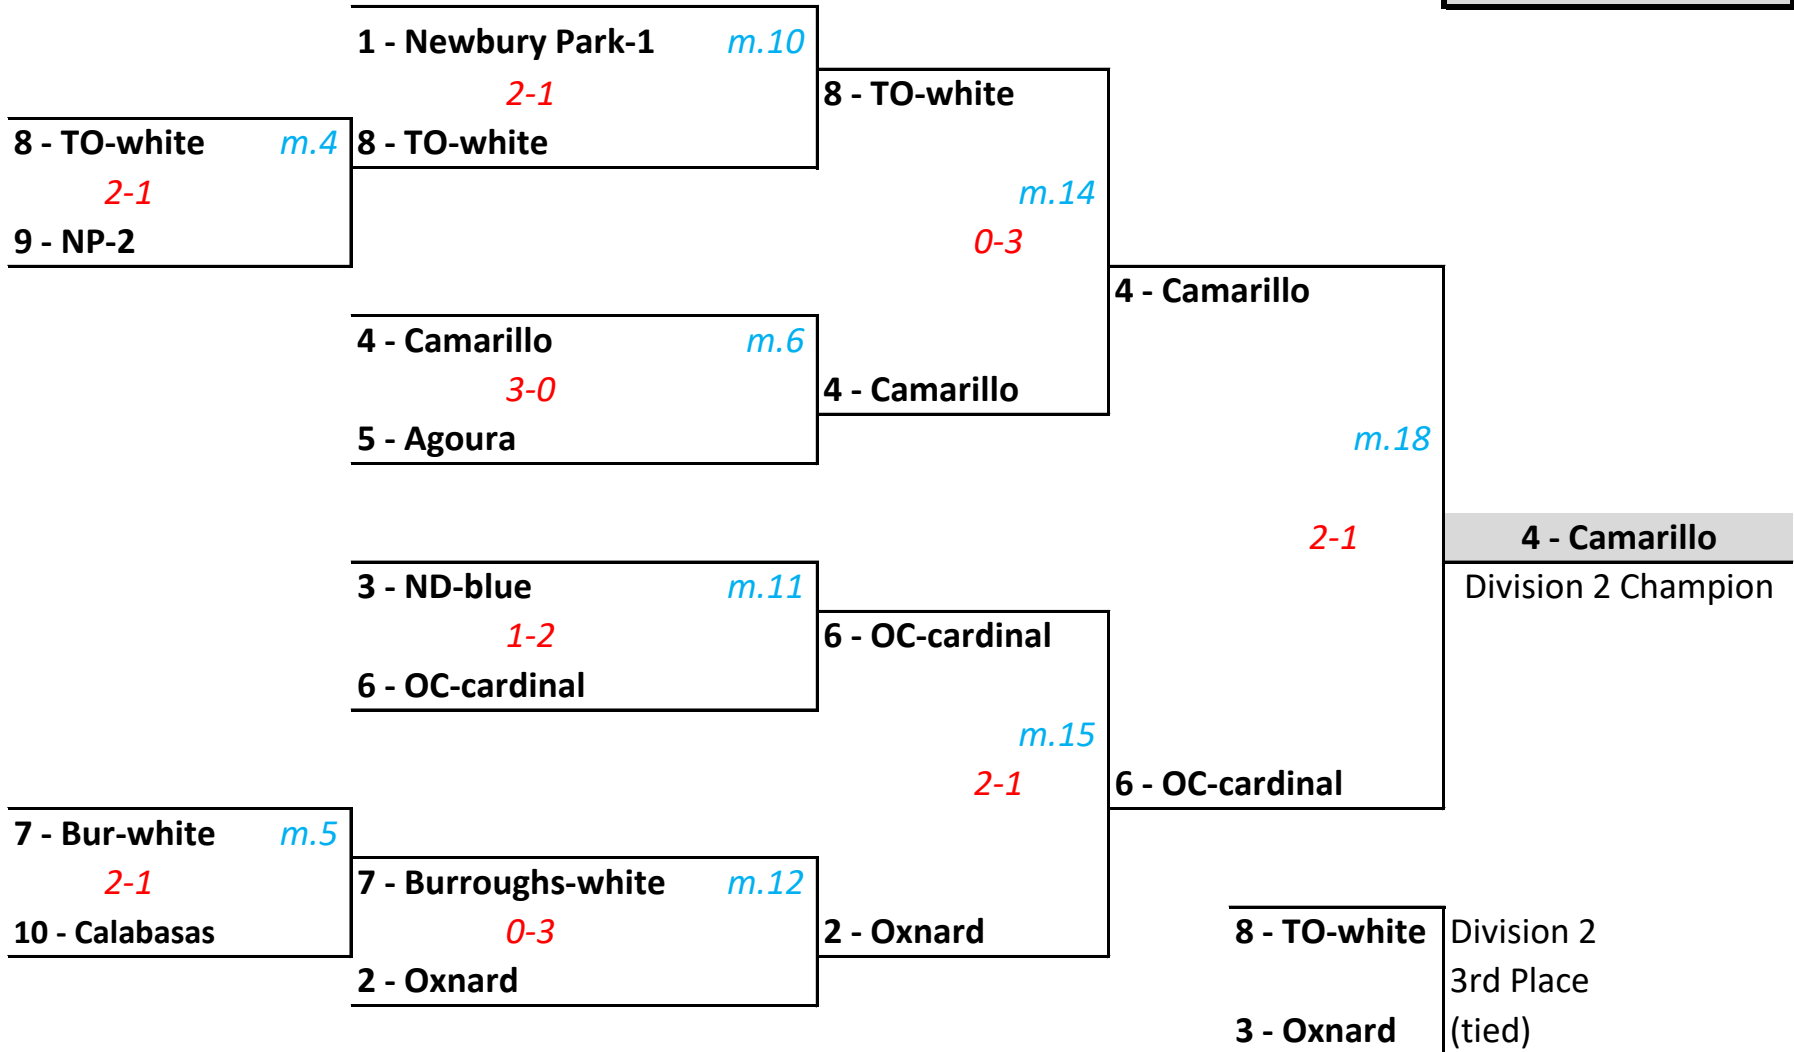 1 - Newbury Park-1 m.10
2-1
8 - TO-white
8 - TO-white m.4
8 - TO-white
2-1
m.14
9 - NP-2
0-3
4 - Camarillo
4 - Camarillo m.6
3-0
4 - Camarillo
5 - Agoura
m.18
2-1
4 - Camarillo
3 - ND-blue m.11
Division 2 Champion
1-2
6 - OC-cardinal
6 - OC-cardinal
m.15
2-1
6 - OC-cardinal
7 - Bur-white m.5
2-1
7 - Burroughs-white m.12
10 - Calabasas
0-3
2 - Oxnard
8 - TO-white Division 2
2 - Oxnard
3rd Place
3 - Oxnard (tied)